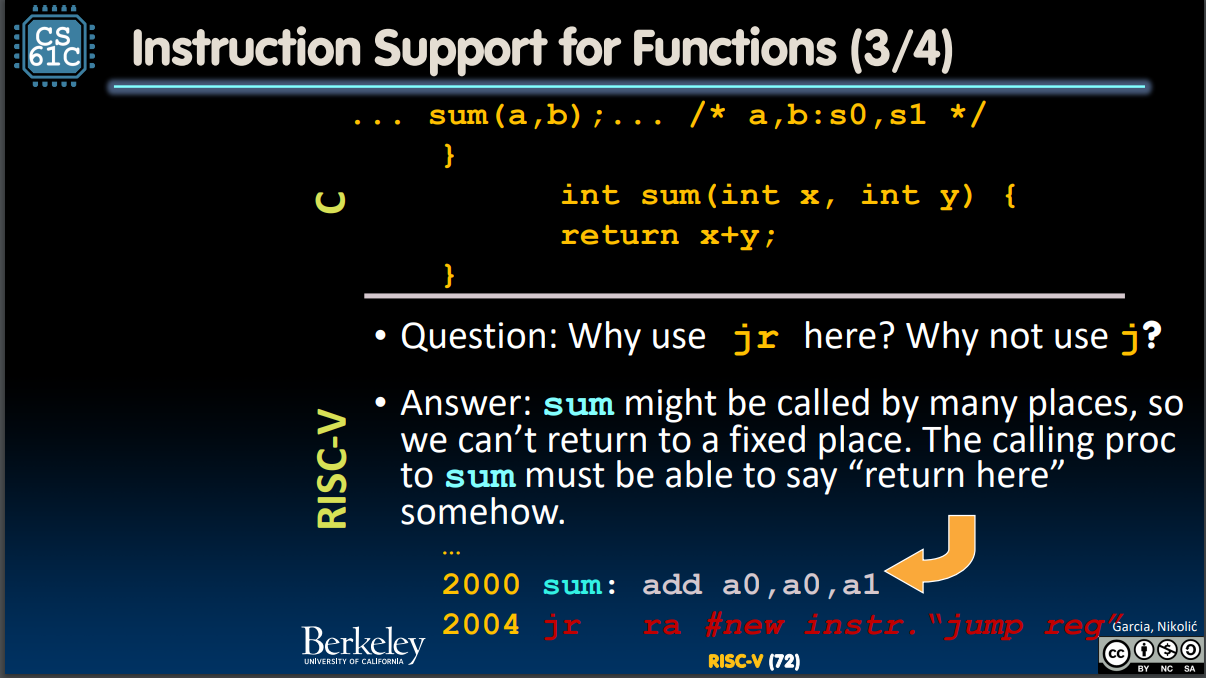 CS
61C
Instruction Support for Functions (3/4)
... sum(a,b);... /* a,b:s0,s1 */
}
C
int sum(int x, int y) {
return x+y;
}
• Question: Why use jr here? Why not use j?
RISC-V
• Answer: sum might be called by many places, so
we can’t return to a fixed place. The calling proc
to sum must be able to say “return here”
somehow.
…
2000 sum: add a0,a0,a1
2004 jr ra #new instr.“jump reg”
Berkeley
UNIVERSITY OF CALIFORNIA
RISC-V (72)
Garcia, Nikolić
cc
BY NC SA